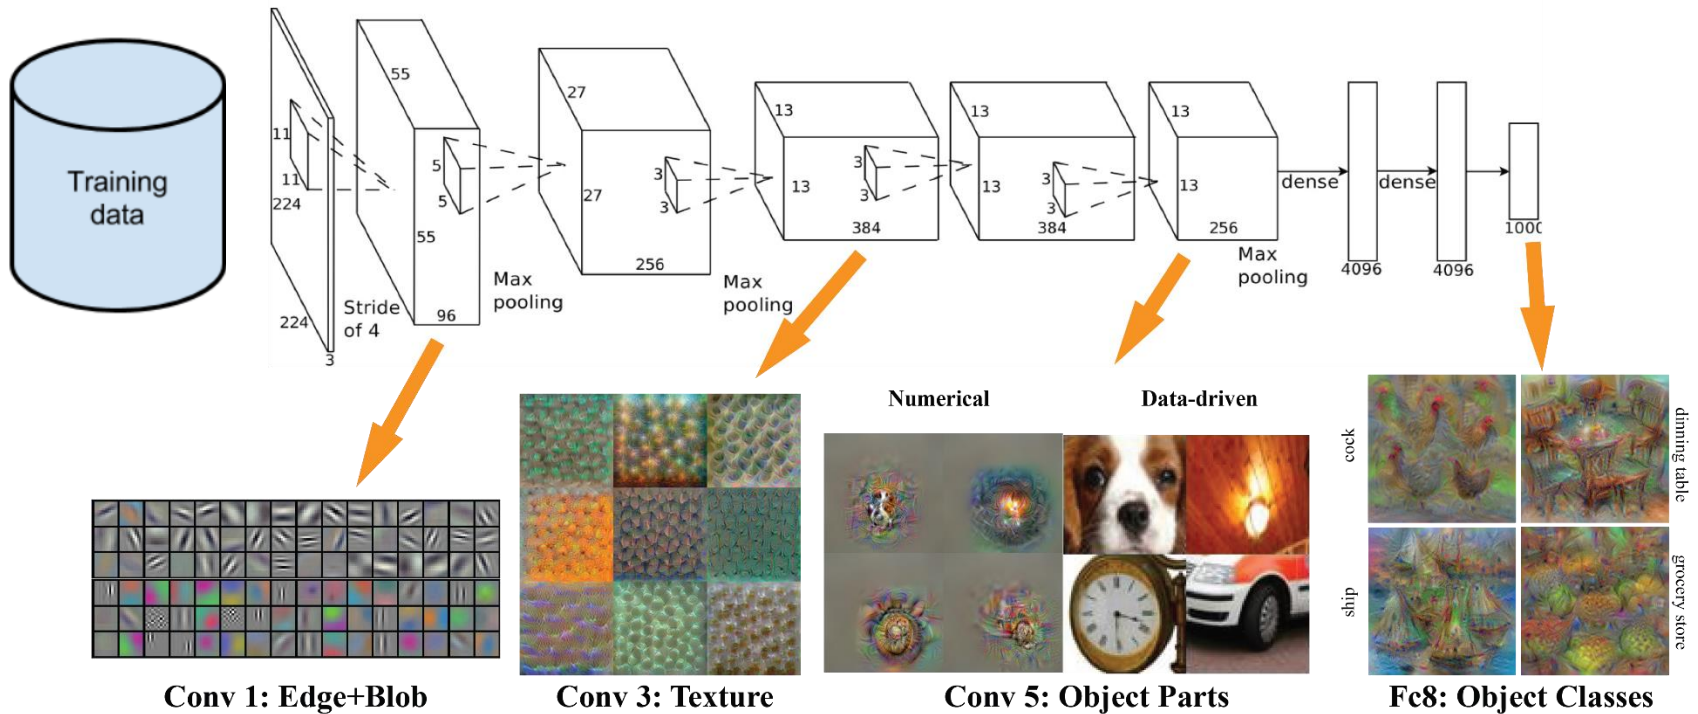 Training
data
11
11
224
224
3
Stride
of 4
55
55
96
5
5
Max
pooling
27
27
256
3
3
Max
pooling
13
13
384
3
3
13
13
384
3
3
13
13
256
Max
pooling
dense
4096
dense
4096
1000
Numerical
Data-driven
cock
dinning table
ship
grocery store
Conv 1: Edge+Blob
Conv 3: Texture
Conv 5: Object Parts
Fc8: Object Classes